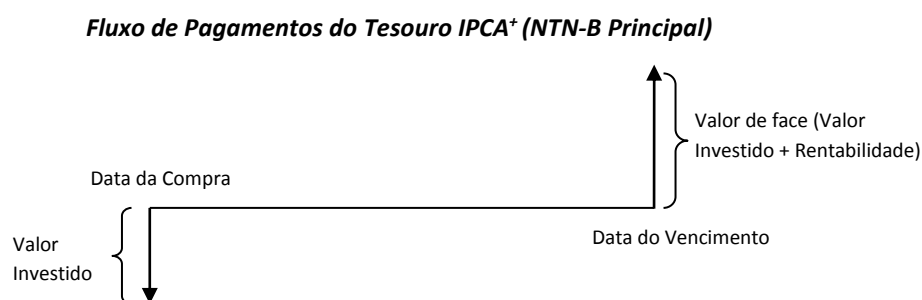 Fluxo de Pagamentos do Tesouro IPCA⁺ (NTN-B Principal)
Valor de face (Valor
Investido + Rentabilidade)
Data da Compra
Data do Vencimento
Valor
Investido